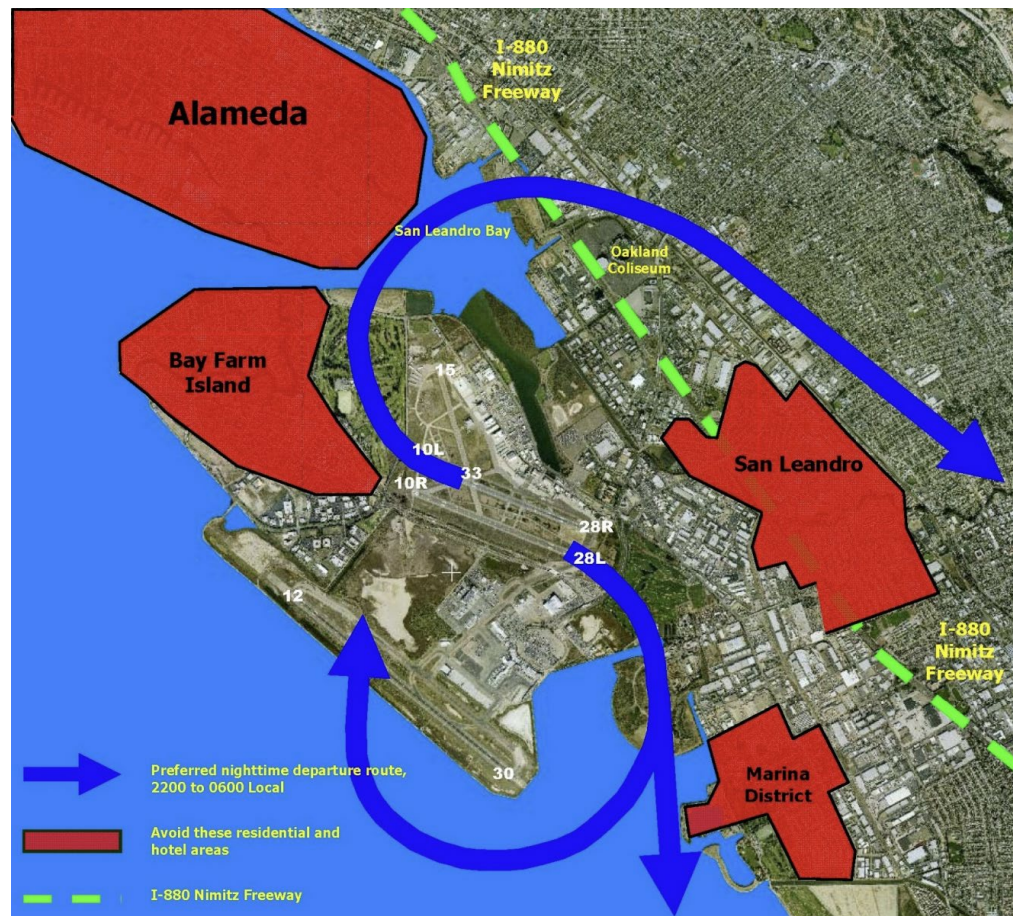 I-880
Nimitz
Freeway
Alameda
San Leandro Bay
Oakland
Coliseum
Bay Farm
Island
15
10L
33
10R
San Leandro
28R
28L
12
I-880
Nimitz
Freeway
30
Marina
District
Preferred nighttime departure route,
2200 to 0600 Local
Avoid these residential and
hotel areas
I-880 Nimitz Freeway